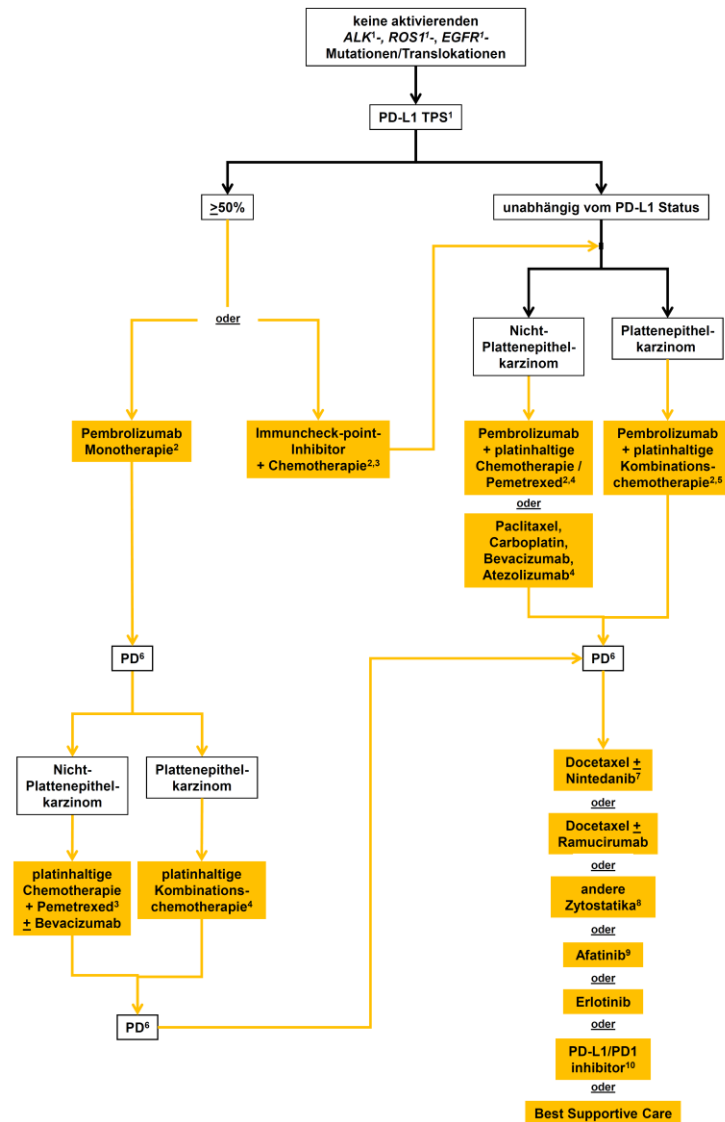 keine aktivierenden
ALK¹-, ROS1¹-, EGFR¹-
Mutationen/Translokationen
PD-L1 TPS¹
≥50%
unabhängig vom PD-L1 Status
oder
Nicht-
Plattenepithel-
karzinom
Plattenepithel-
karzinom
Pembrolizumab
Monotherapie²
Immuncheck-point-
Inhibitor
+ Chemotherapie²,³
Pembrolizumab
+ platinhaltige
Chemotherapie /
Pemetrexed²,⁴
oder
Paclitaxel,
Carboplatin,
Bevacizumab,
Atezolizumab⁴
Pembrolizumab
+ platinhaltige
Kombinations-
chemotherapie²,⁵
PD⁶
PD⁶
Nicht-
Plattenepithel-
karzinom
Plattenepithel-
karzinom
platinhaltige
Chemotherapie
+ Pemetrexed³
± Bevacizumab
platinhaltige
Kombinations-
chemotherapie⁴
PD⁶
Docetaxel ±
Nintedanib⁷
oder
Docetaxel ±
Ramucirumab
oder
andere
Zytostatika⁸
oder
Afatinib⁹
oder
Erlotinib
oder
PD-L1/PD1
inhibitor¹⁰
oder
Best Supportive Care